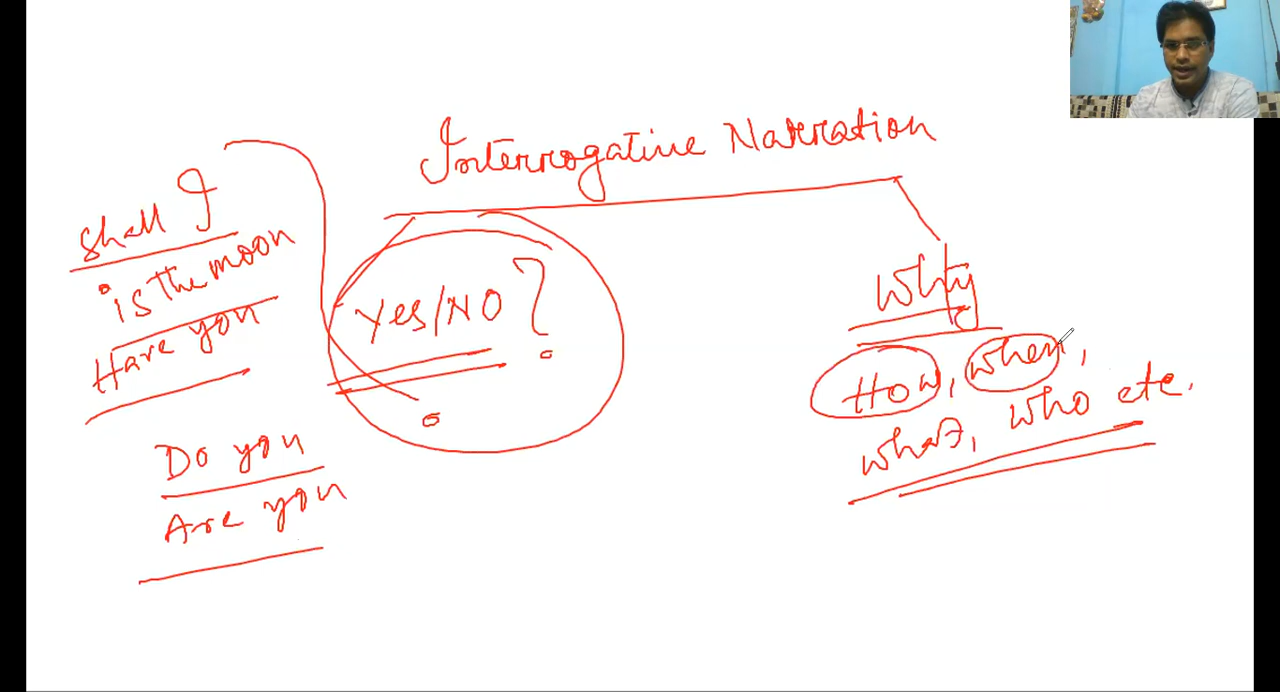 Interrogative Narration
Shall I
is the moon
Have you
Do you
Are you
Yes/NO?
Why
How, when,
what, who etc.